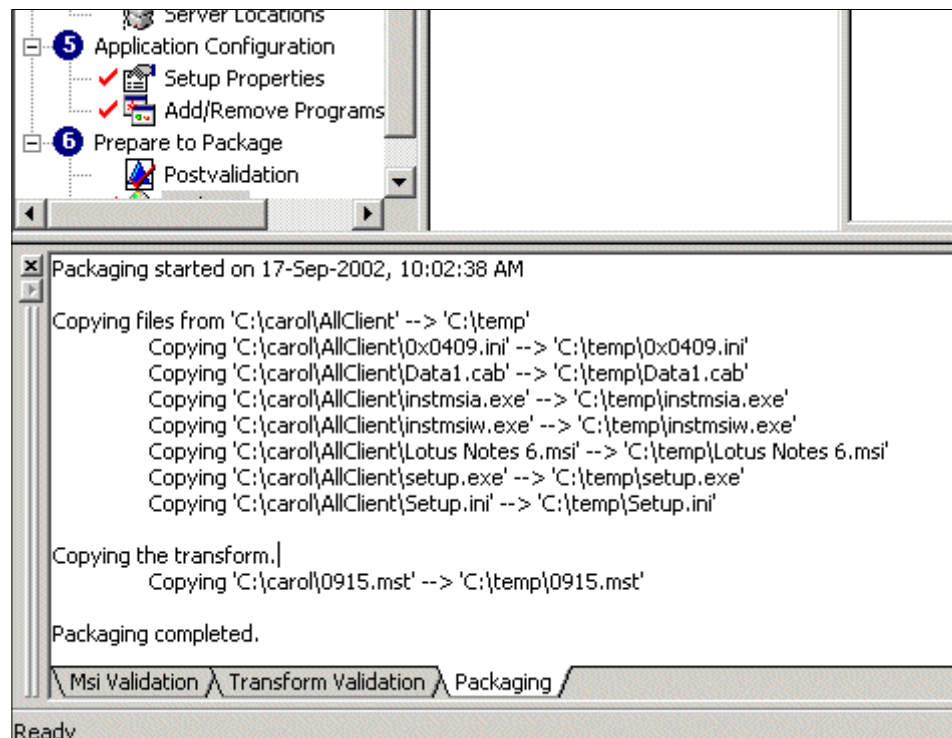 Server Locations
5 Application Configuration
Setup Properties
Add/Remove Programs
6 Prepare to Package
Postvalidation
Packaging started on 17-Sep-2002, 10:02:38 AM
Copying files from 'C:\carol\AllClient' --> 'C:\temp'
Copying 'C:\carol\AllClient\0x0409.ini' --> 'C:\temp\0x0409.ini'
Copying 'C:\carol\AllClient\Data1.cab' --> 'C:\temp\Data1.cab'
Copying 'C:\carol\AllClient\instmsia.exe' --> 'C:\temp\instmsia.exe'
Copying 'C:\carol\AllClient\instmsiw.exe' --> 'C:\temp\instmsiw.exe'
Copying 'C:\carol\AllClient\Lotus Notes 6.msi' --> 'C:\temp\Lotus Notes 6.msi'
Copying 'C:\carol\AllClient\setup.exe' --> 'C:\temp\setup.exe'
Copying 'C:\carol\AllClient\Setup.ini' --> 'C:\temp\Setup.ini'
Copying the transform.
Copying 'C:\carol\0915.mst' --> 'C:\temp\0915.mst'
Packaging completed.
Msi Validation Transform Validation Packaging
Ready